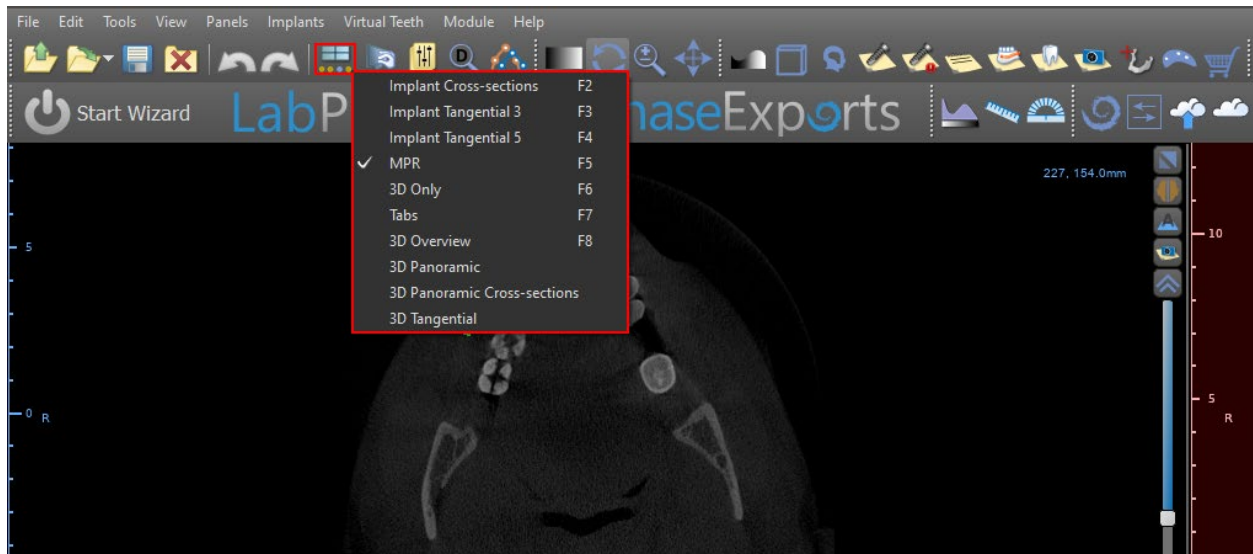 File Edit Tools View Panels Implants Virtual Teeth Module Help
D
Start Wizard LabP haseExports
Implant Cross-sections F2
Implant Tangential 3 F3
Implant Tangential 5 F4
MPR F5
3D Only F6
Tabs F7
3D Overview F8
3D Panoramic
3D Panoramic Cross-sections
3D Tangential
227, 154.0mm
A
5
10
0 R
5
R